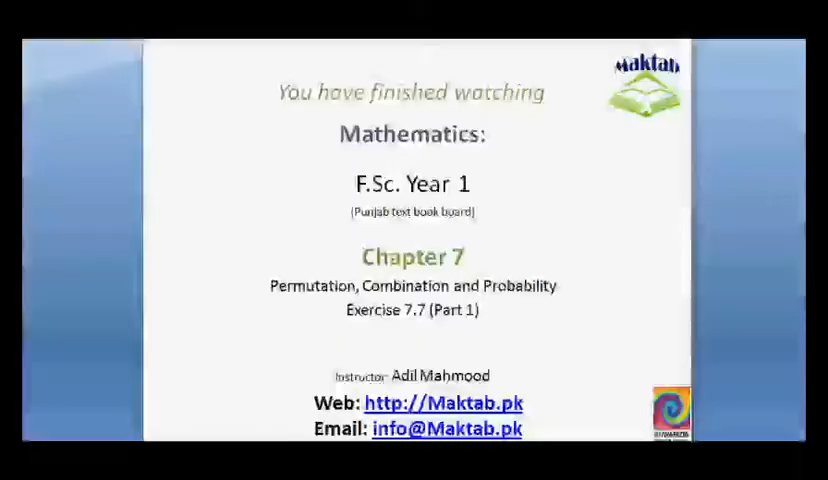 Maktab
You have finished watching
Mathematics:
F.Sc. Year 1
(Punjab text book board)
Chapter 7
Permutation, Combination and Probability
Exercise 7.7 (Part 1)
Instructor: Adil Mahmood
Web: http://Maktab.pk
Email: info@Maktab.pk